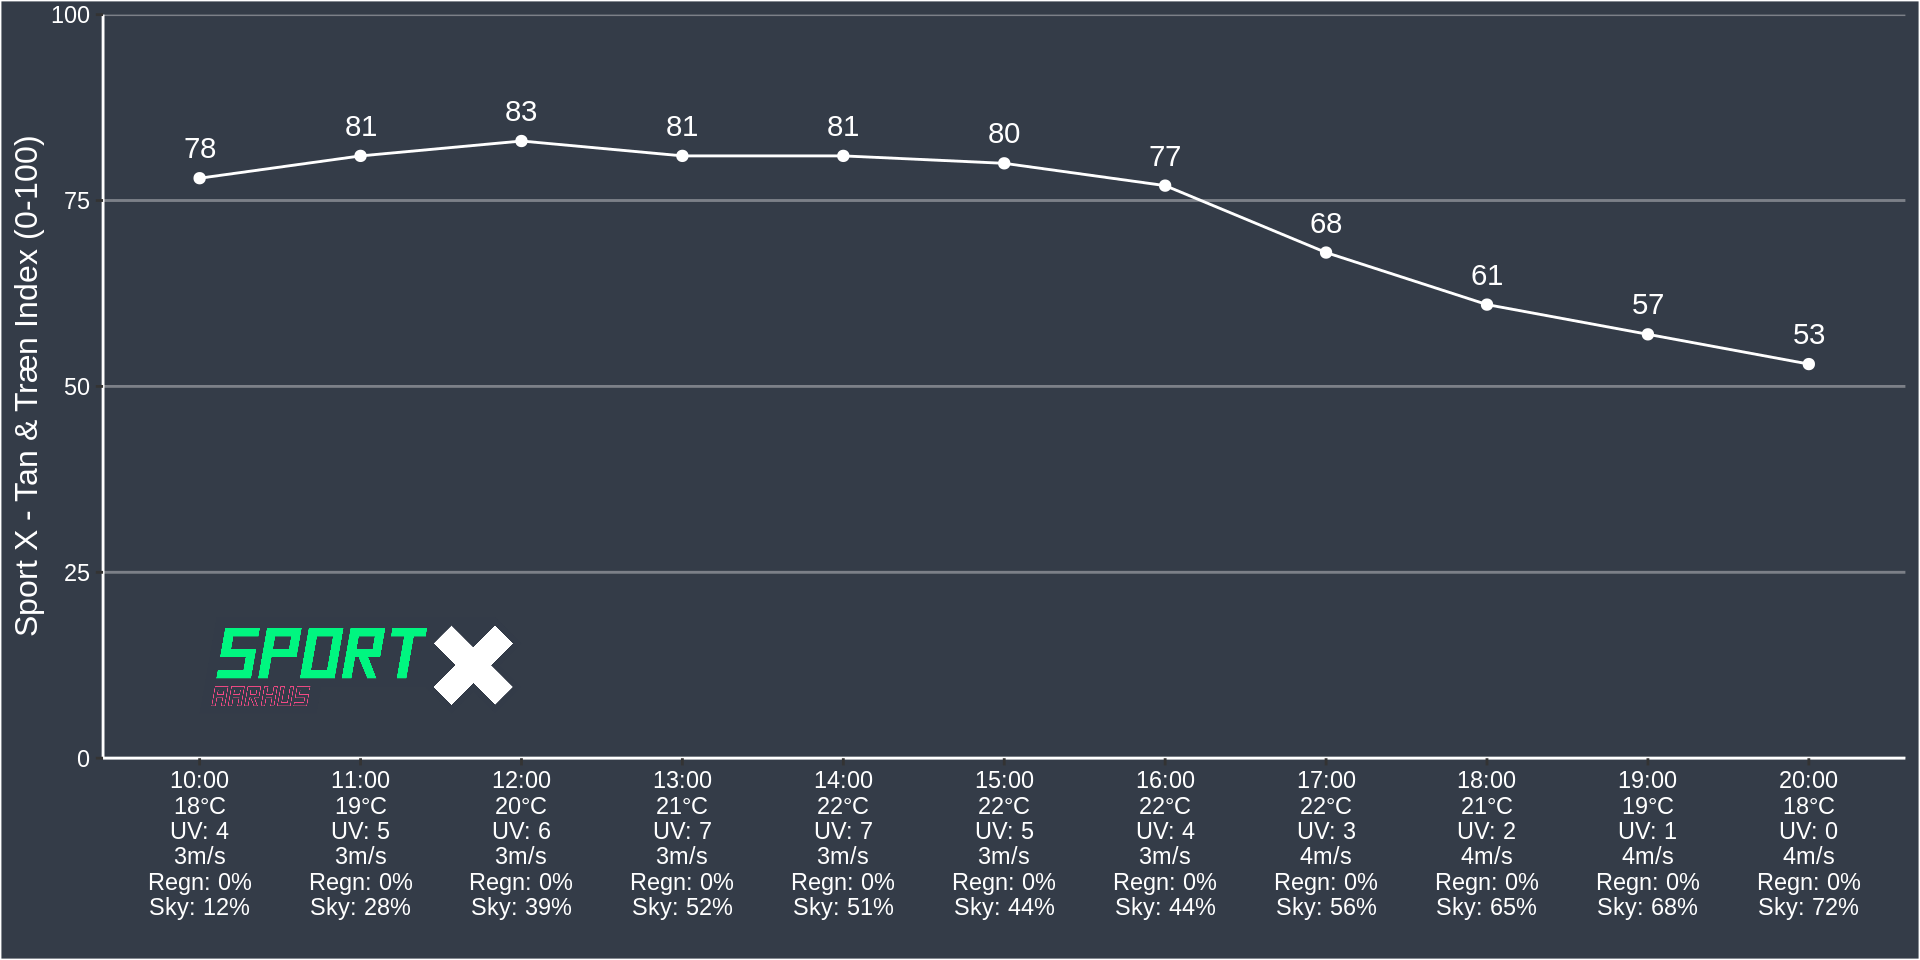 Sport X - Tan & Træn Index (0-100)
100
75
50
25
0
78
81
83
81
81
80
77
68
61
57
53
SPORT X
AARHUS
10:00 11:00 12:00 13:00 14:00 15:00 16:00 17:00 18:00 19:00 20:00
18°C 19°C 20°C 21°C 22°C 22°C 22°C 22°C 21°C 19°C 18°C
UV: 4 UV: 5 UV: 6 UV: 7 UV: 7 UV: 5 UV: 4 UV: 3 UV: 2 UV: 1 UV: 0
3m/s 3m/s 3m/s 3m/s 3m/s 3m/s 3m/s 4m/s 4m/s 4m/s 4m/s
Regn: 0% Regn: 0% Regn: 0% Regn: 0% Regn: 0% Regn: 0% Regn: 0% Regn: 0% Regn: 0% Regn: 0% Regn: 0%
Sky: 12% Sky: 28% Sky: 39% Sky: 52% Sky: 51% Sky: 44% Sky: 44% Sky: 56% Sky: 65% Sky: 68% Sky: 72%